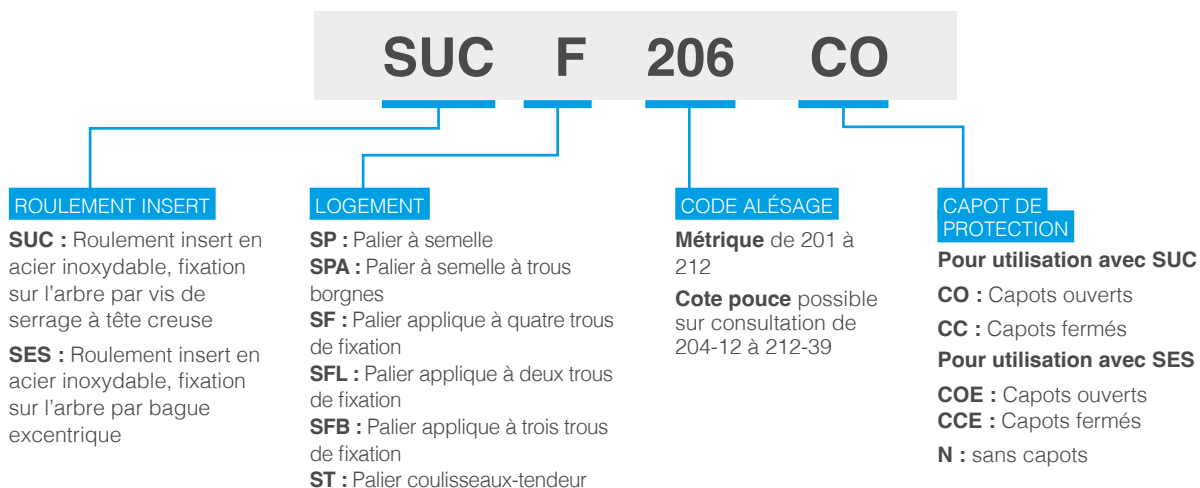 SUC F 206 CO
ROULEMENT INSERT
SUC : Roulement insert en
acier inoxydable, fixation
sur l’arbre par vis de
serrage à tête creuse
SES : Roulement insert en
acier inoxydable, fixation
sur l’arbre par bague
excentrique
LOGEMENT
SP : Palier à semelle
SPA : Palier à semelle à trous
borgnes
SF : Palier applique à quatre trous
de fixation
SFL : Palier applique à deux trous
de fixation
SFB : Palier applique à trois trous
de fixation
ST : Palier coulisseaux-tendeur
CODE ALÉSAGE
Métrique de 201 à
212
Cote pouce possible
sur consultation de
204-12 à 212-39
CAPOT DE
PROTECTION
Pour utilisation avec SUC
CO : Capots ouverts
CC : Capots fermés
Pour utilisation avec SES
COE : Capots ouverts
CCE : Capots fermés
N : sans capots